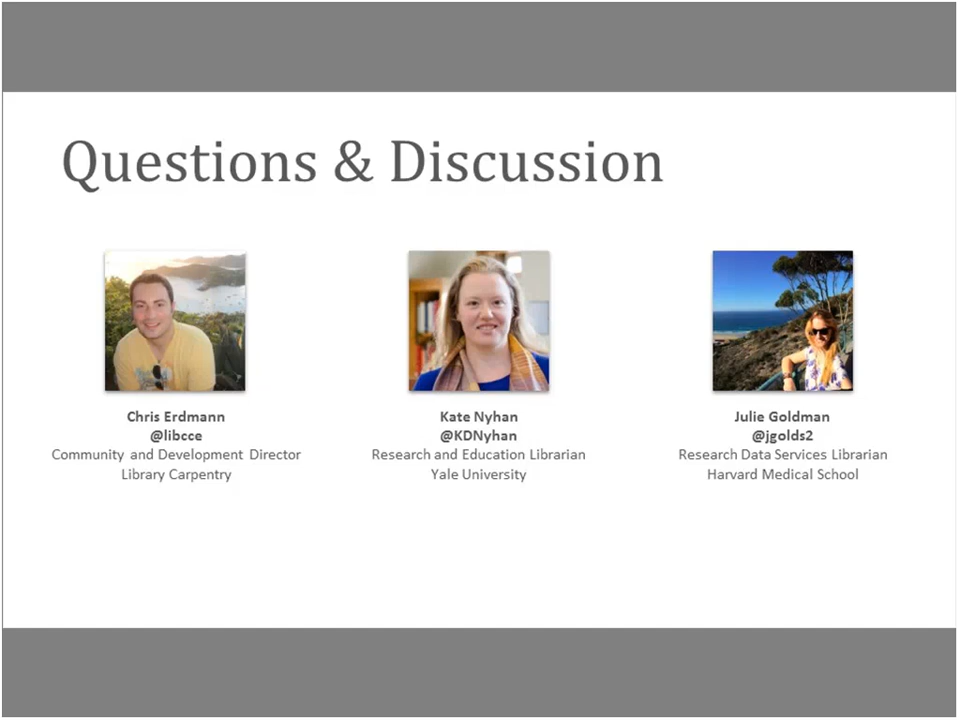 Questions & Discussion
Chris Erdmann
@libcce
Community and Development Director
Library Carpentry
Kate Nyhan
@KDNyhan
Research and Education Librarian
Yale University
Julie Goldman
@jgolds2
Research Data Services Librarian
Harvard Medical School